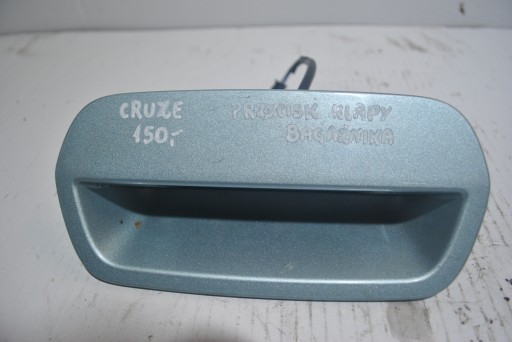 CRUZE PRZYCISK KLAPY
150,- BAGAŻNIKA